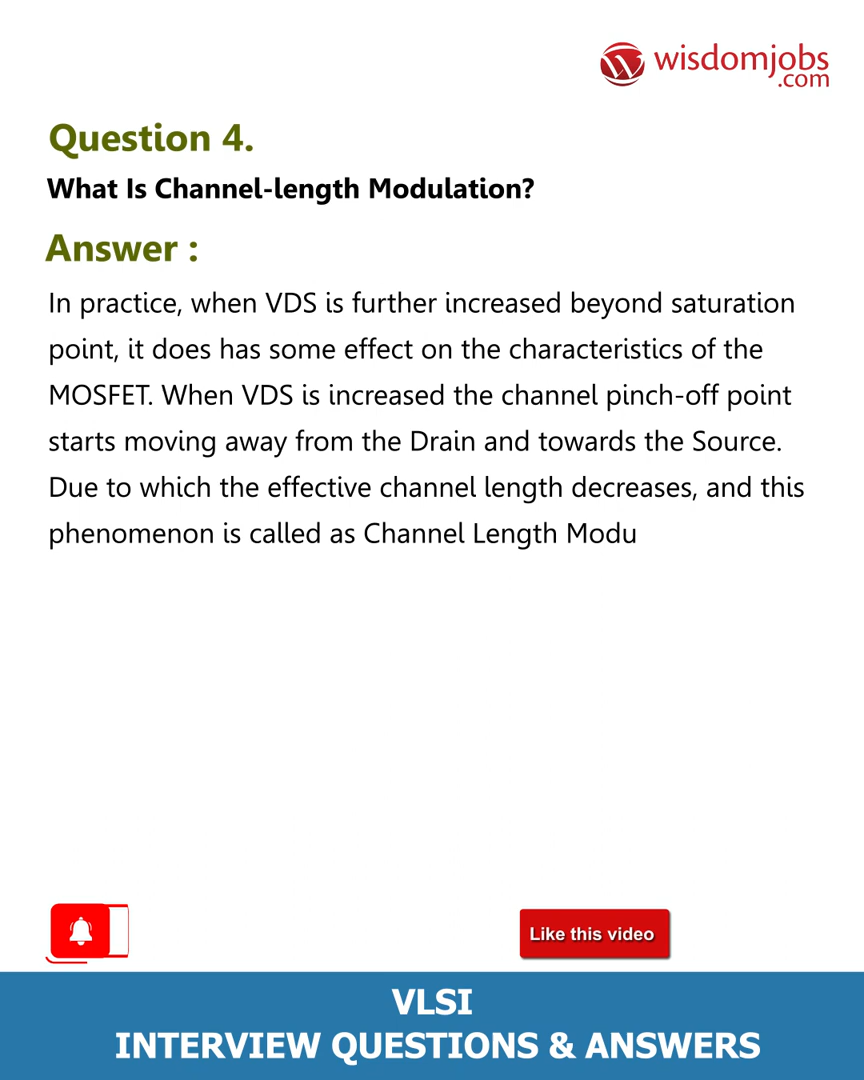 wisdomjobs
.com
Question 4.
What Is Channel-length Modulation?
Answer :
In practice, when VDS is further increased beyond saturation
point, it does has some effect on the characteristics of the
MOSFET. When VDS is increased the channel pinch-off point
starts moving away from the Drain and towards the Source.
Due to which the effective channel length decreases, and this
phenomenon is called as Channel Length Modu
Like this video
VLSI
INTERVIEW QUESTIONS & ANSWERS